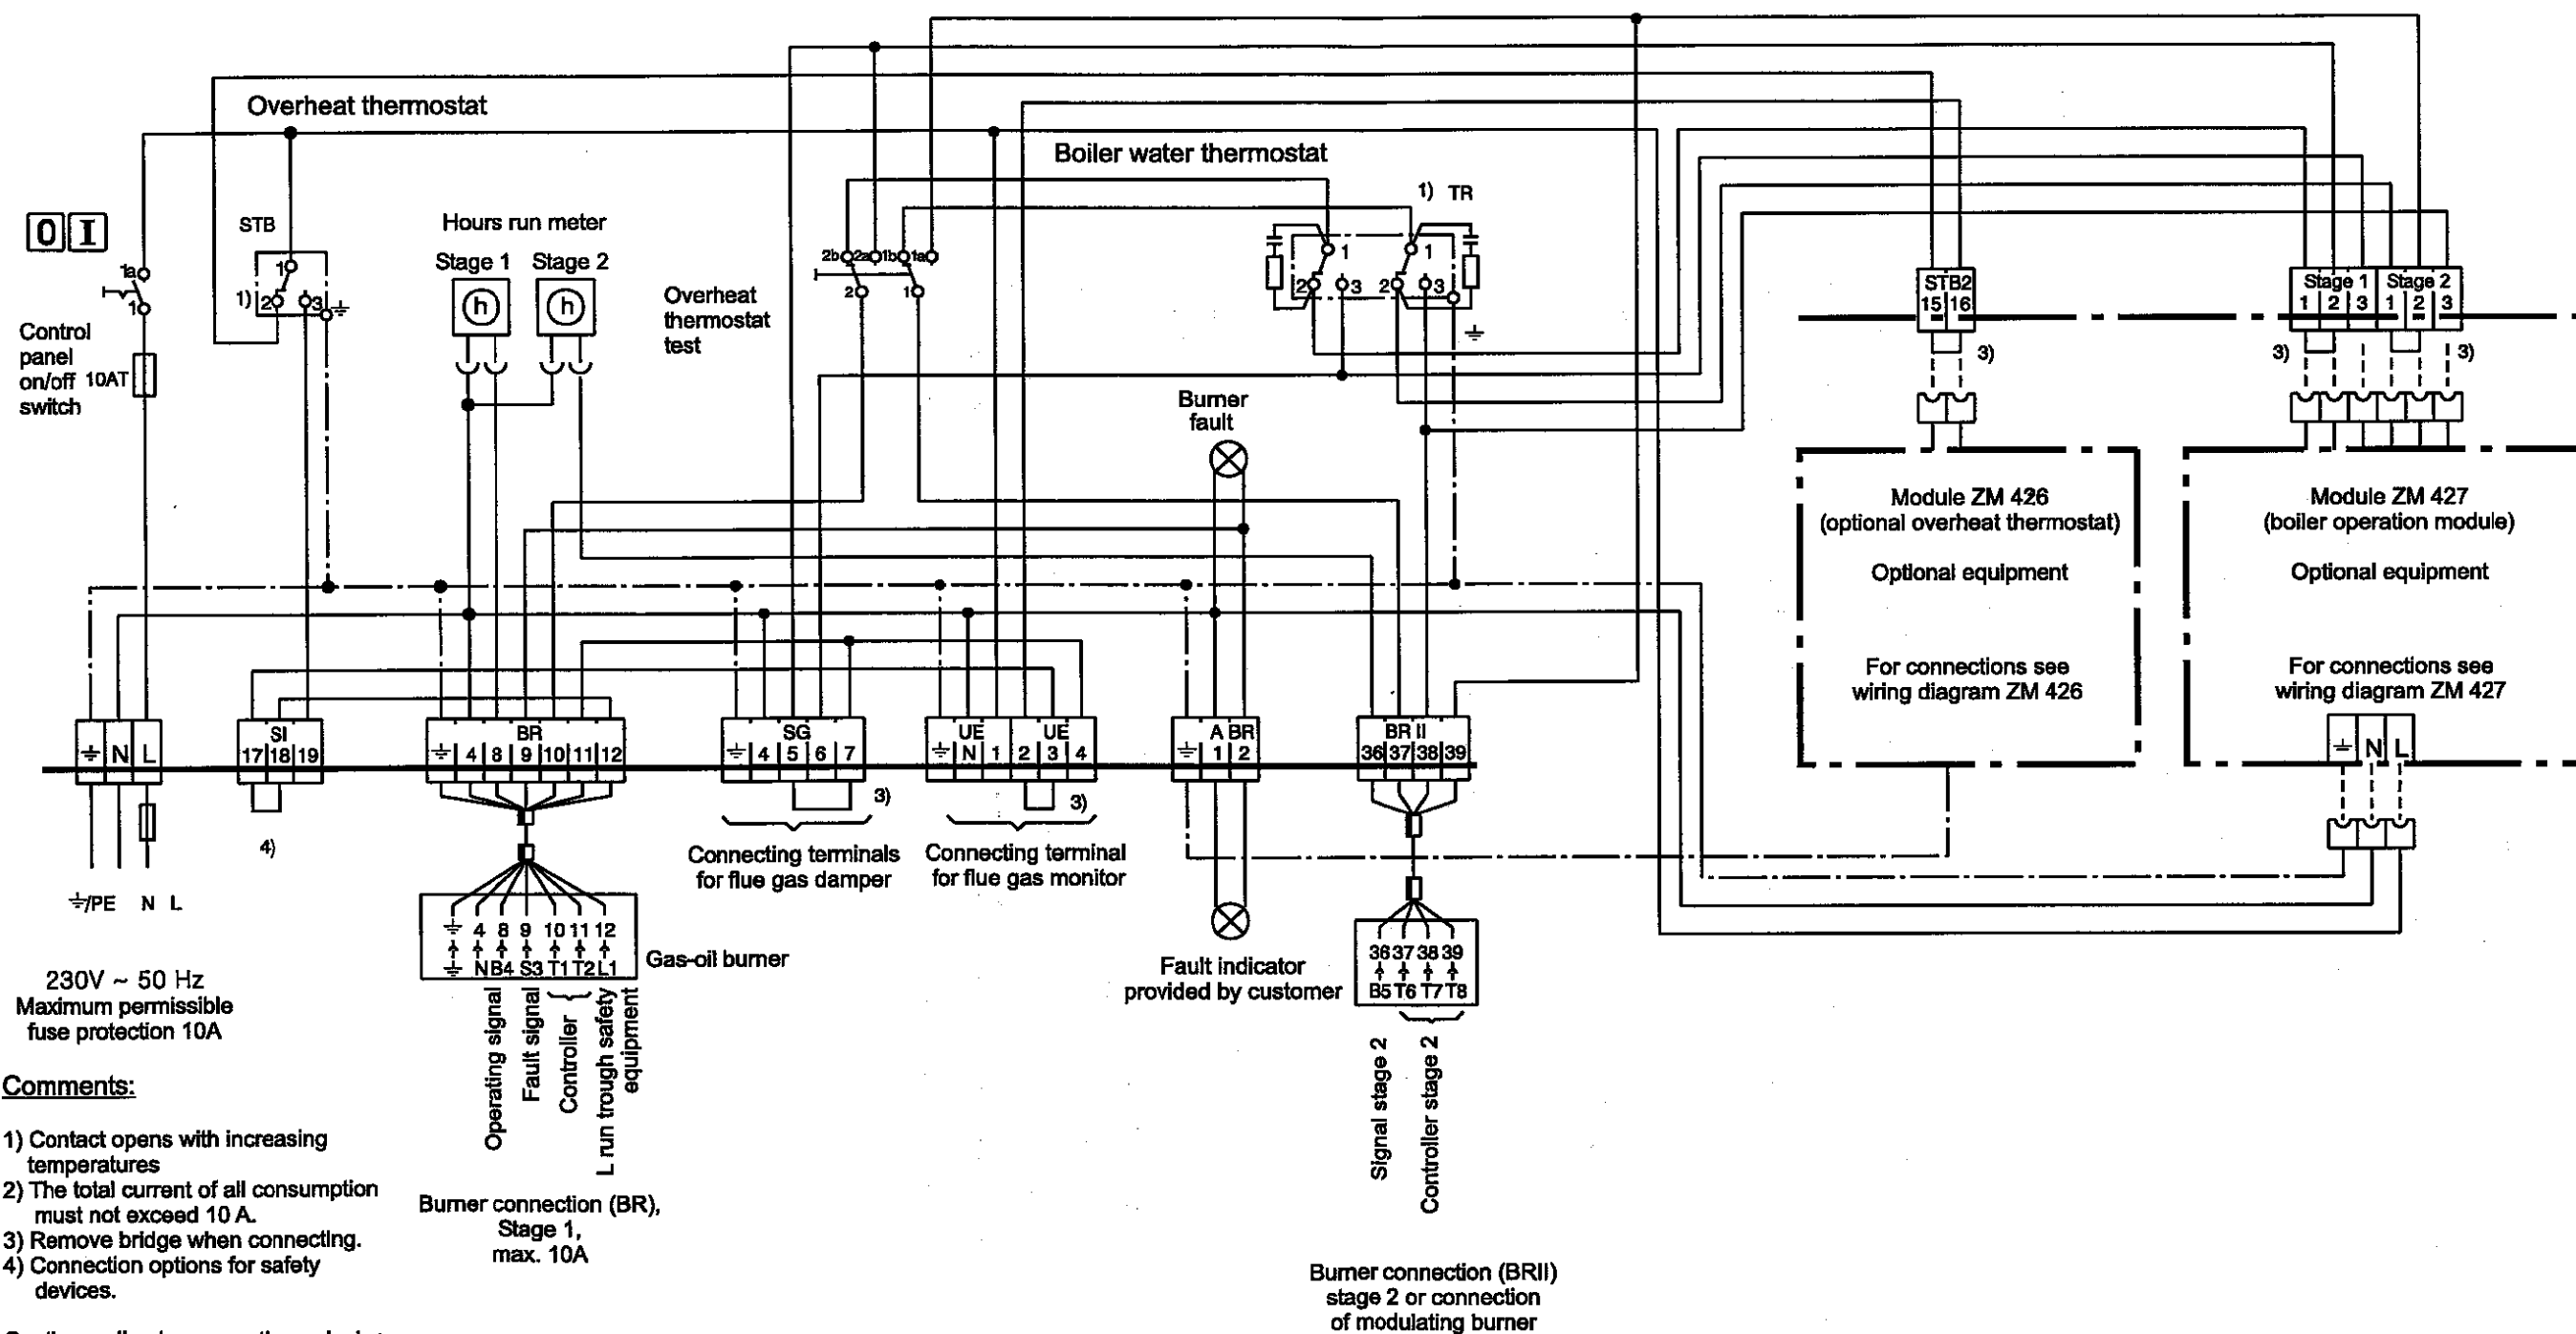 Overheat thermostat
Boiler water thermostat
1) TR
O I
STB
Hours run meter
Stage 1 Stage 2
h h
1a
1
1
1) 2 3
2b 2a 1b 1a
2 1
1 1
2 3 2 3
Overheat
thermostat
test
Control
panel
on/off 10AT
switch
STB2
15 16
3)
Stage 1 Stage 2
1 2 3 1 2 3
3) 3)
Burner
fault
Module ZM 426
(optional overheat thermostat)
Optional equipment
For connections see
wiring diagram ZM 426
Module ZM 427
(boiler operation module)
Optional equipment
For connections see
wiring diagram ZM 427
N L
N L
SI
17 18 19
BR
4 8 9 10 11 12
SG
4 5 6 7
UE UE
N 1 2 3 4
A BR
1 2
BR II
36 37 38 39
4)
3)
3)
Connecting terminals
for flue gas damper
Connecting terminal
for flue gas monitor
/PE N L
4 8 9 10 11 12
N B4 S3 T1 T2 L1
Gas-oil burner
Fault indicator
provided by customer
36 37 38 39
B5 T6 T7 T8
230V ~ 50 Hz
Maximum permissible
fuse protection 10A
Operating signal
Fault signal
Controller
L run trough safety
equipment
Signal stage 2
Controller stage 2
Burner connection (BR),
Stage 1,
max. 10A
Burner connection (BRII)
stage 2 or connection
of modulating burner
Comments:
1) Contact opens with increasing
temperatures
2) The total current of all consumption
must not exceed 10 A.
3) Remove bridge when connecting.
4) Connection options for safety
devices.